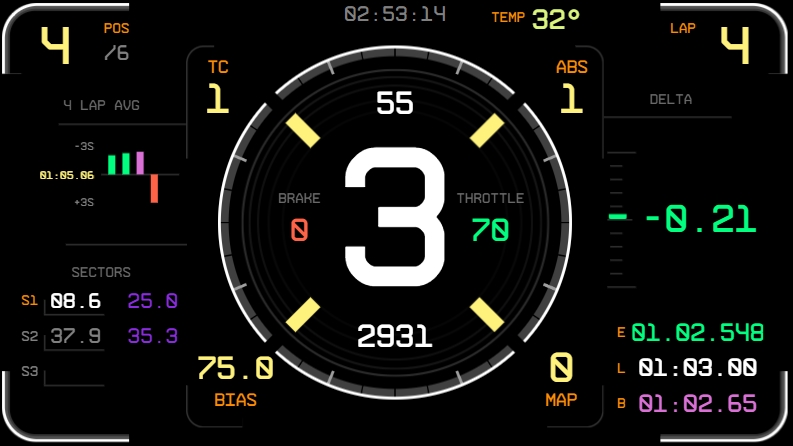 4 POS /6
02:53:14
TEMP 32°
LAP 4
TC
1
55
ABS
1
4 LAP AVG
-3S
01:05.06
+3S
DELTA
BRAKE
0
3
THROTTLE
70
-0.21
SECTORS
S1 08.6 25.0
S2 37.9 35.3
S3
2931
75.0
BIAS
0
MAP
E 01.02.548
L 01:03.00
B 01:02.65